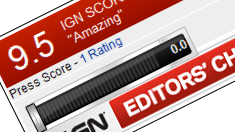 9.5
IGN SCOR
"Amazing"
Press Score - 1 Rating
0.0
IGN
EDITORS' CH